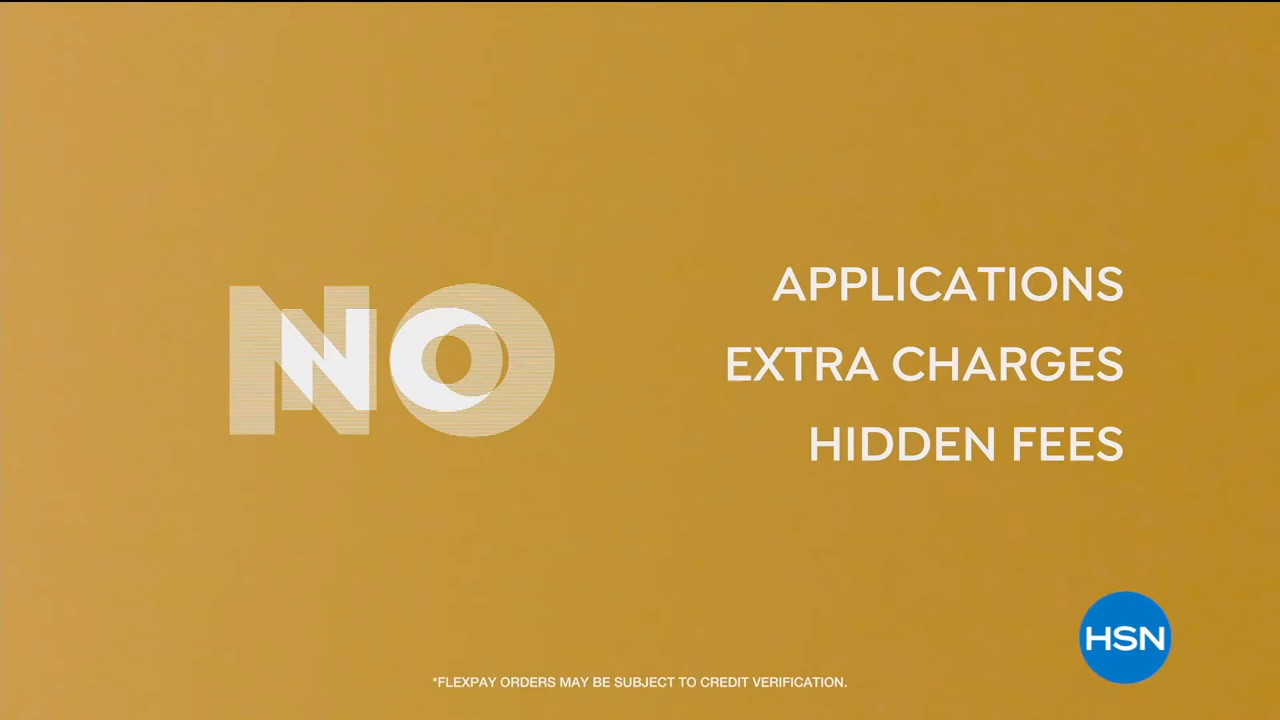 NO
APPLICATIONS
EXTRA CHARGES
HIDDEN FEES
HSN
*FLEXPAY ORDERS MAY BE SUBJECT TO CREDIT VERIFICATION.